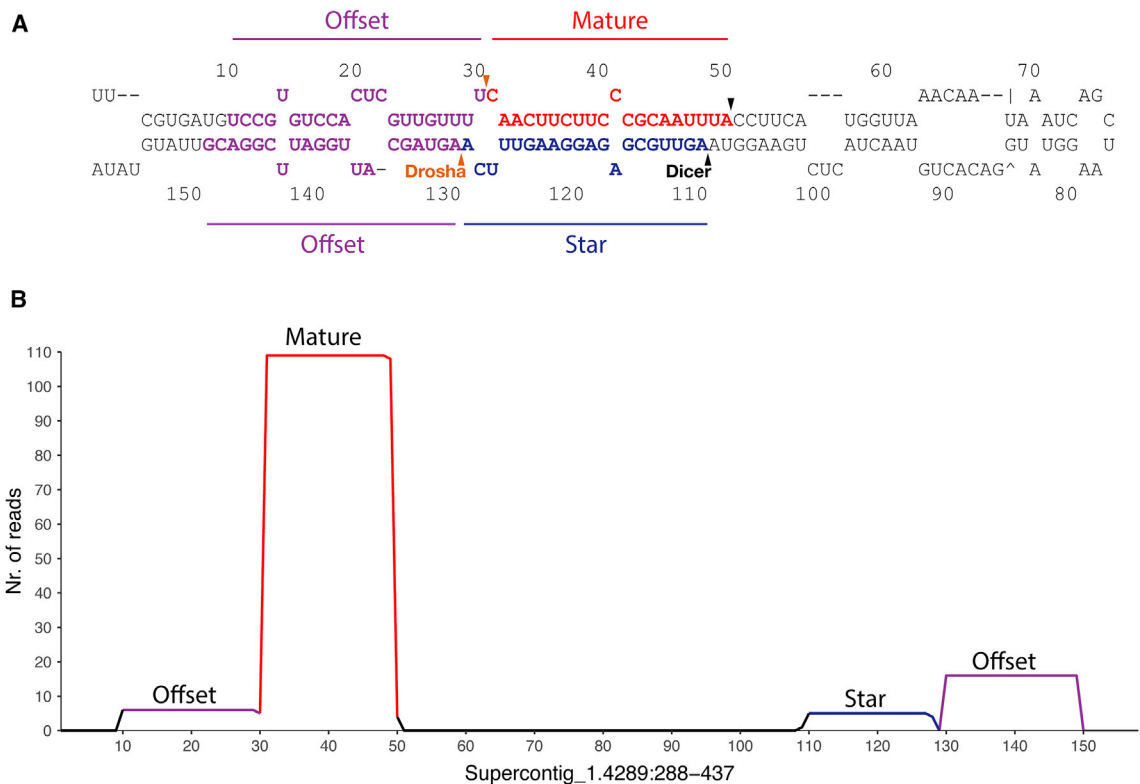 A
Offset Mature
10 20 30 40 50 60 70
UU-- U CUC UC C --- AACAA--| A AG
CGUGAUGUCCG GUCCA GUUGUUU AACUUCUUC CGCAAUUUACCUUCA UGGUUA UA AUC C
GUAUUGCAGGC UAGGU CGAUGAA UUGAAGGAG GCGUUGAAUGGAAGU AUCAAU GU UGG U
AUAU U UA- Drosha CU A Dicer CUC GUCACAG^ A AA
150 140 130 120 110 100 90 80
Offset Star
B
Nr. of reads
110
100
90
80
70
60
50
40
30
20
10
0
Mature
Offset
Star
Offset
10 20 30 40 50 60 70 80 90 100 110 120 130 140 150
Supercontig_1.4289:288−437